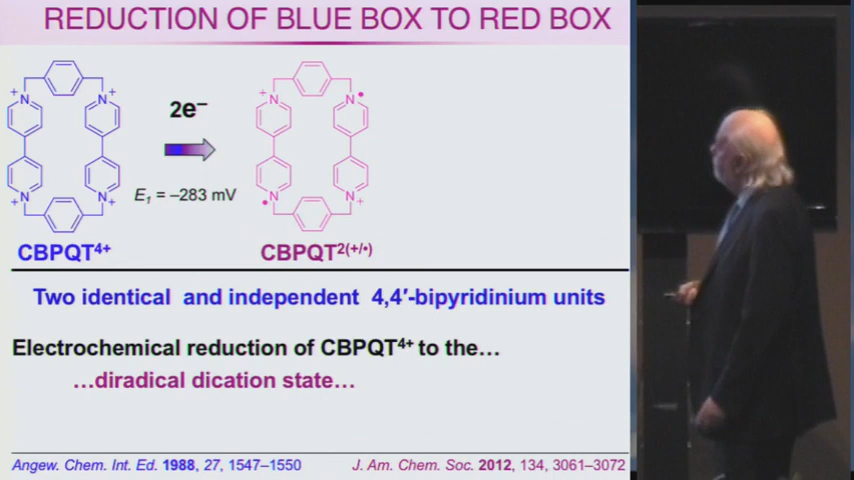 REDUCTION OF BLUE BOX TO RED BOX
+ N N +
+ N N +
2e⁻
E₁ = –283 mV
+ N N •
• N N +
CBPQT⁴⁺
CBPQT²⁽⁺/•⁾
Two identical and independent 4,4′-bipyridinium units
Electrochemical reduction of CBPQT⁴⁺ to the…
…diradical dication state…
Angew. Chem. Int. Ed. 1988, 27, 1547–1550
J. Am. Chem. Soc. 2012, 134, 3061–3072